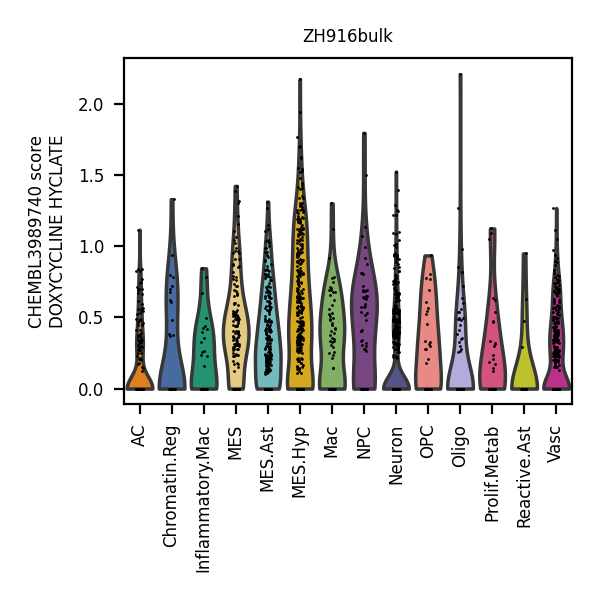 ZH916bulk
CHEMBL3989740 score
DOXYCYCLINE HYCLATE
2.0
1.5
1.0
0.5
0.0
AC
Chromatin.Reg
Inflammatory.Mac
MES
MES.Ast
MES.Hyp
Mac
NPC
Neuron
OPC
Oligo
Prolif.Metab
Reactive.Ast
Vasc